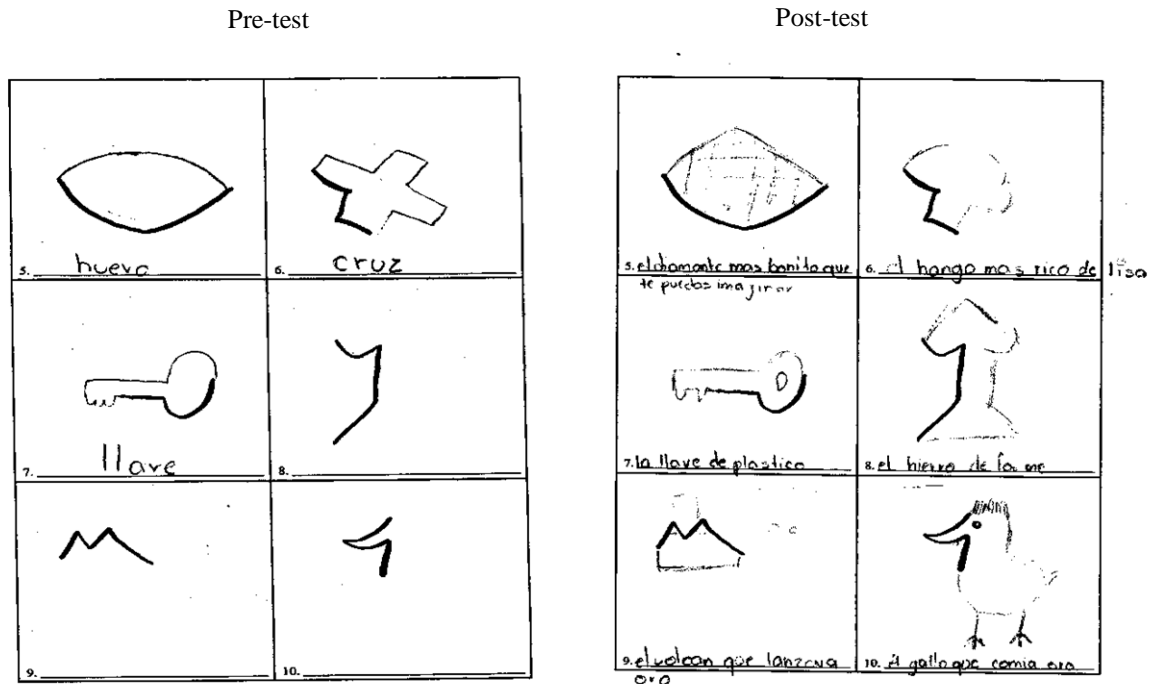 Pre-test
Post-test
5. huevo
6. cruz
7. llave
8.
9.
10.
5. el diamante mas bonito que
te puedas imaginar
6. el hongo mas rico de
7. la llave de plastico
8. el hierro de
9. el volcan que lanzava
oro
10. el gallo que comia oro